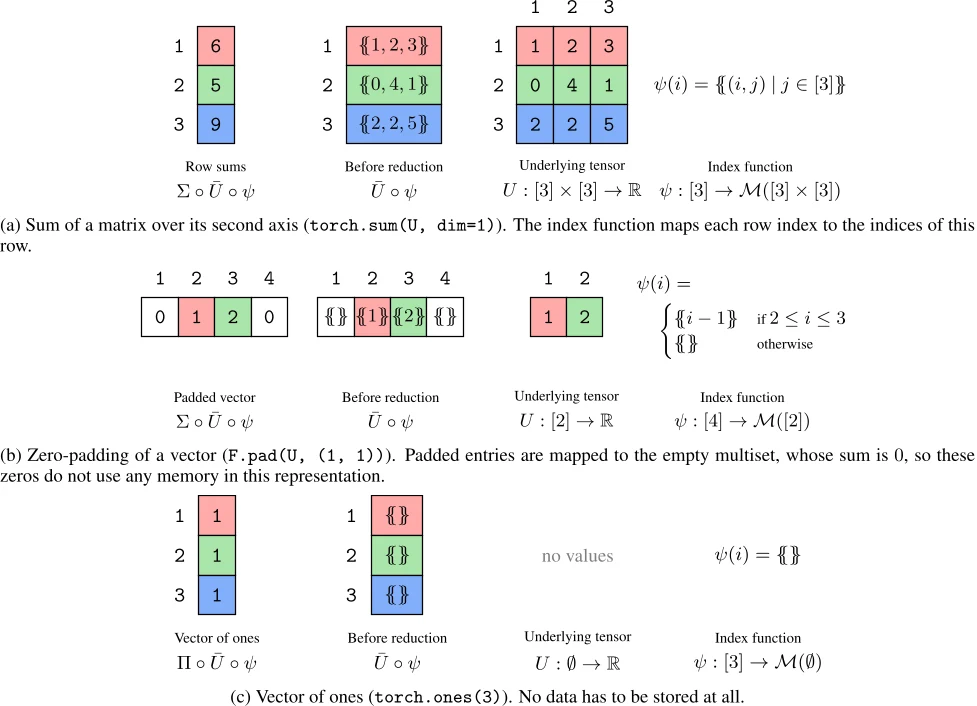 1 2 3
1 6 1 {{1, 2, 3}} 1 1 2 3
2 5 2 {{0, 4, 1}} 2 0 4 1 ψ(i) = {{(i, j) | j ∈ [3]}}
3 9 3 {{2, 2, 5}} 3 2 2 5
Row sums Before reduction Underlying tensor Index function
Σ ∘ Ū ∘ ψ Ū ∘ ψ U : [3] × [3] → ℝ ψ : [3] → ℳ([3] × [3])
(a) Sum of a matrix over its second axis (torch.sum(U, dim=1)). The index function maps each row index to the indices of this
row.
1 2 3 4 1 2 3 4 1 2 ψ(i) =
0 1 2 0 {{}} {{1}} {{2}} {{}} 1 2 {{i − 1}} if 2 ≤ i ≤ 3
{{}} otherwise
Padded vector Before reduction Underlying tensor Index function
Σ ∘ Ū ∘ ψ Ū ∘ ψ U : [2] → ℝ ψ : [4] → ℳ([2])
(b) Zero-padding of a vector (F.pad(U, (1, 1))). Padded entries are mapped to the empty multiset, whose sum is 0, so these
zeros do not use any memory in this representation.
1 1 1 {{}}
2 1 2 {{}} no values ψ(i) = {{}}
3 1 3 {{}}
Vector of ones Before reduction Underlying tensor Index function
Π ∘ Ū ∘ ψ Ū ∘ ψ U : ∅ → ℝ ψ : [3] → ℳ(∅)
(c) Vector of ones (torch.ones(3)). No data has to be stored at all.